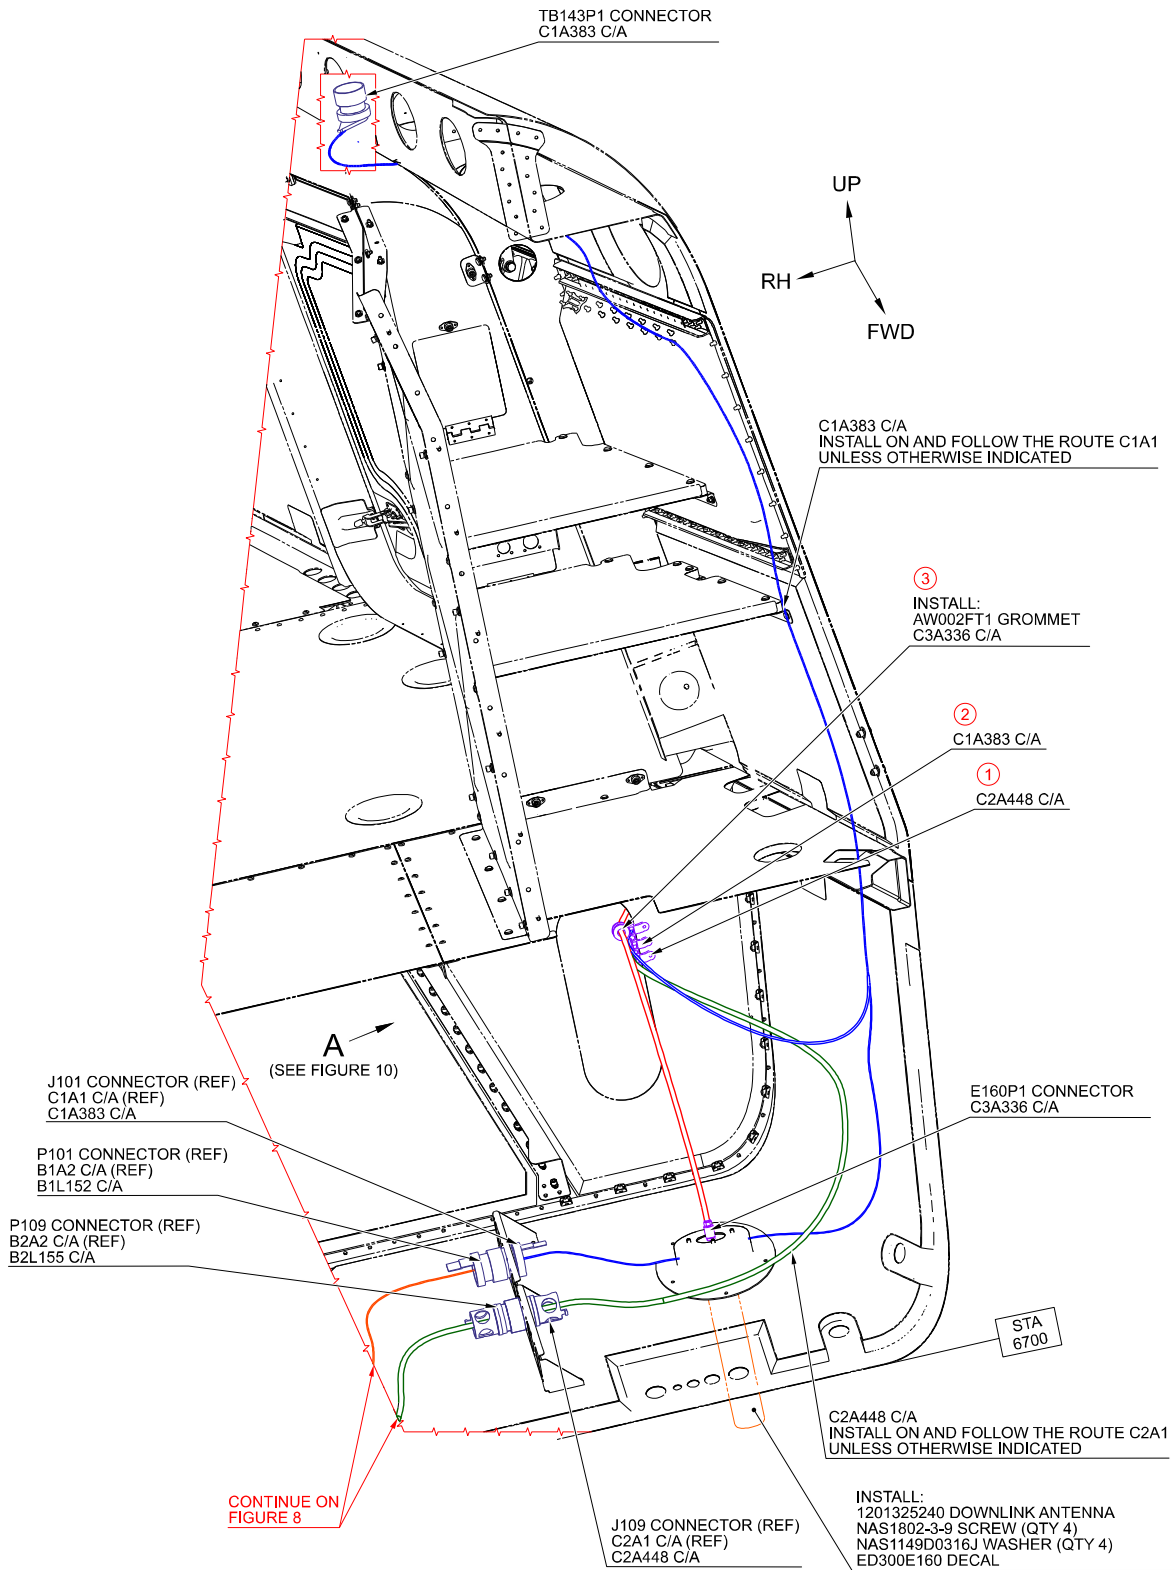 TB143P1 CONNECTOR
C1A383 C/A
UP
RH
FWD
C1A383 C/A
INSTALL ON AND FOLLOW THE ROUTE C1A1
UNLESS OTHERWISE INDICATED
3
INSTALL:
AW002FT1 GROMMET
C3A336 C/A
2
C1A383 C/A
1
C2A448 C/A
A
(SEE FIGURE 10)
J101 CONNECTOR (REF)
C1A1 C/A (REF)
C1A383 C/A
P101 CONNECTOR (REF)
B1A2 C/A (REF)
B1L152 C/A
P109 CONNECTOR (REF)
B2A2 C/A (REF)
B2L155 C/A
E160P1 CONNECTOR
C3A336 C/A
STA
6700
C2A448 C/A
INSTALL ON AND FOLLOW THE ROUTE C2A1
UNLESS OTHERWISE INDICATED
CONTINUE ON
FIGURE 8
J109 CONNECTOR (REF)
C2A1 C/A (REF)
C2A448 C/A
INSTALL:
1201325240 DOWNLINK ANTENNA
NAS1802-3-9 SCREW (QTY 4)
NAS1149D0316J WASHER (QTY 4)
ED300E160 DECAL